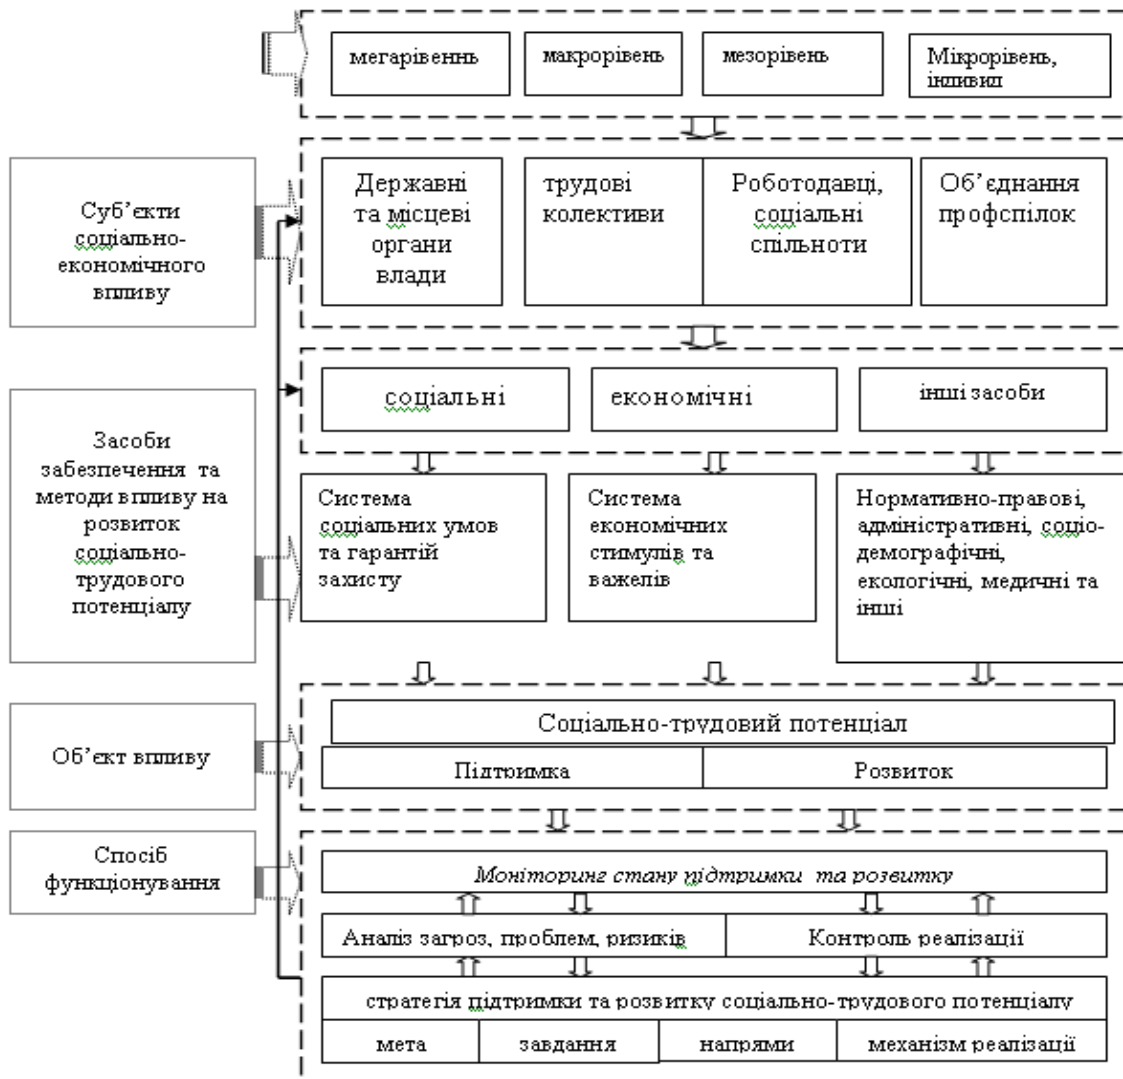 мегарівеннь
макрорівень
мезорівень
Мікрорівень,
індивид
Суб’єкти
соціально-
економічного
впливу
Державні
та місцеві
органи
влади
трудові
колективи
Роботодавці,
соціальні
спільноти
Об’єднання
профспілок
Засоби
забезпечення та
методи впливу на
розвиток
соціально-
трудового
потенціалу
соціальні
економічні
інші засоби
Система
соціальних умов
та гарантій
захисту
Система
економічних
стимулів та
важелів
Нормативно-правові,
адміністративні, соціо-
демографічні,
екологічні, медичні та
інші
Об’єкт впливу
Соціально-трудовий потенціал
Підтримка
Розвиток
Спосіб
функціонування
Моніторинг стану підтримки та розвитку
Аналіз загроз, проблем, ризиків
Контроль реалізації
стратегія підтримки та розвитку соціально-трудового потенціалу
мета
завдання
напрями
механізм реалізації